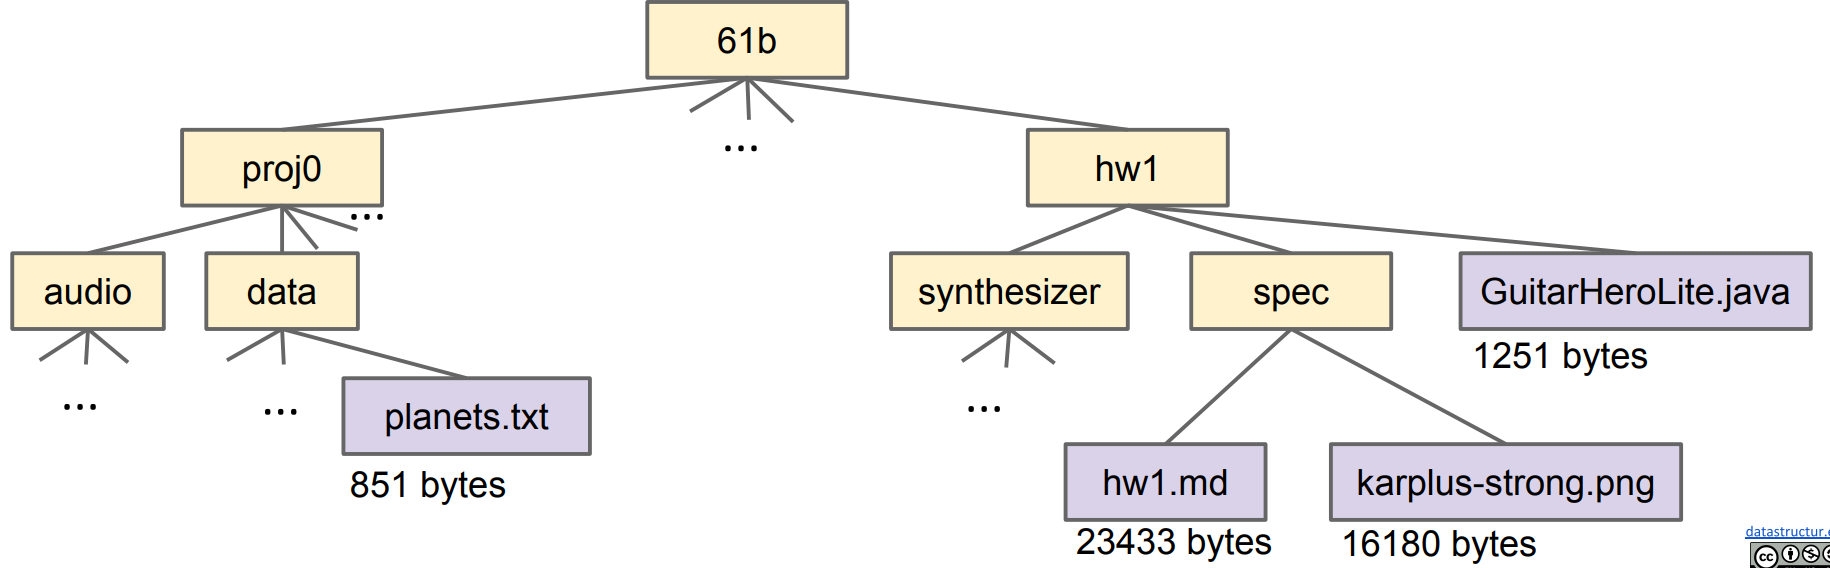 61b
proj0
...
hw1
...
audio
data
synthesizer
spec
GuitarHeroLite.java
1251 bytes
...
...
planets.txt
...
851 bytes
hw1.md
karplus-strong.png
23433 bytes
16180 bytes
datastructur.
cc